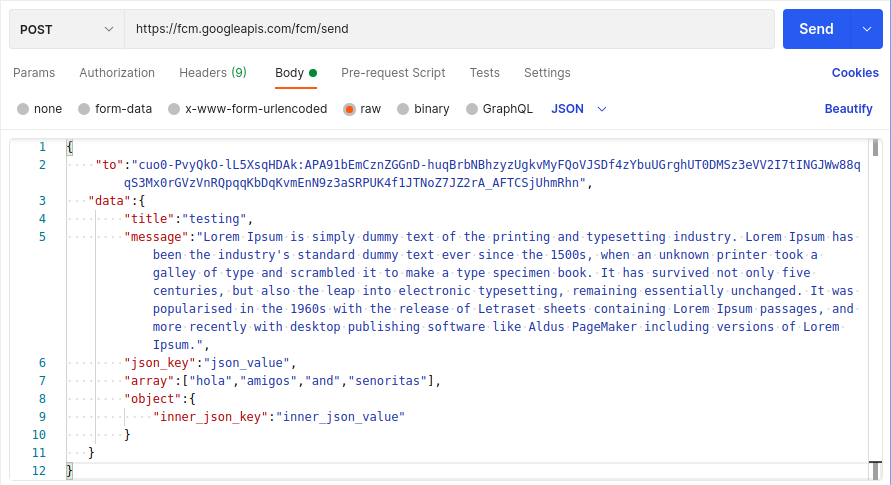 POST https://fcm.googleapis.com/fcm/send Send
Params Authorization Headers (9) Body Pre-request Script Tests Settings Cookies
none form-data x-www-form-urlencoded raw binary GraphQL JSON Beautify
1 {
2 "to":"cuo0-PvyQkO-lL5XsqHDAk:APA91bEmCznZGGnD-huqBrbNBhzyzUgkvMyFQoVJSDf4zYbuUGrghUT0DMSz3eVV2I7tINGJWw88q
qS3Mx0rGVzVnRQpqqKbDqKvmEnN9z3aSRPUK4f1JTNoZ7JZ2rA_AFTCSjUhmRhn",
3 "data":{
4 "title":"testing",
5 "message":"Lorem Ipsum is simply dummy text of the printing and typesetting industry. Lorem Ipsum has
been the industry's standard dummy text ever since the 1500s, when an unknown printer took a
galley of type and scrambled it to make a type specimen book. It has survived not only five
centuries, but also the leap into electronic typesetting, remaining essentially unchanged. It was
popularised in the 1960s with the release of Letraset sheets containing Lorem Ipsum passages, and
more recently with desktop publishing software like Aldus PageMaker including versions of Lorem
Ipsum.",
6 "json_key":"json_value",
7 "array":["hola","amigos","and","senoritas"],
8 "object":{
9 "inner_json_key":"inner_json_value"
10 }
11 }
12 }